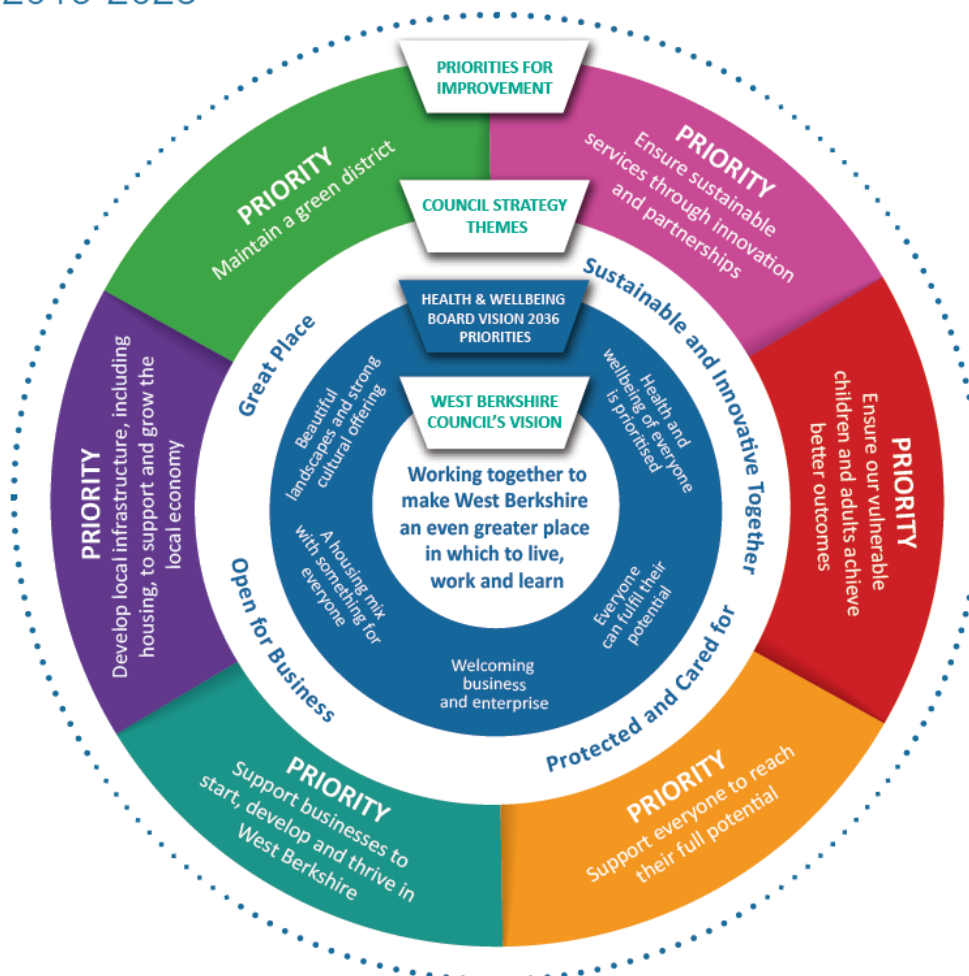 PRIORITIES FOR
IMPROVEMENT
PRIORITY
Ensure sustainable
services through innovation
and partnerships
PRIORITY
Ensure our vulnerable
children and adults achieve
better outcomes
PRIORITY
Support everyone to reach
their full potential
PRIORITY
Support businesses to
start, develop and thrive in
West Berkshire
PRIORITY
Develop local infrastructure, including
housing, to support and grow the
local economy
PRIORITY
Maintain a green district
COUNCIL STRATEGY
THEMES
Sustainable and Innovative Together
Protected and Cared for
Open for Business
Great Place
HEALTH & WELLBEING
BOARD VISION 2036
PRIORITIES
Health and
wellbeing of everyone
is prioritised
Everyone
can fulfil their
potential
Welcoming
business
and enterprise
A housing mix
with something for
everyone
Beautiful
landscapes and strong
cultural offering
WEST BERKSHIRE
COUNCIL'S VISION
Working together to
make West Berkshire
an even greater place
in which to live,
work and learn